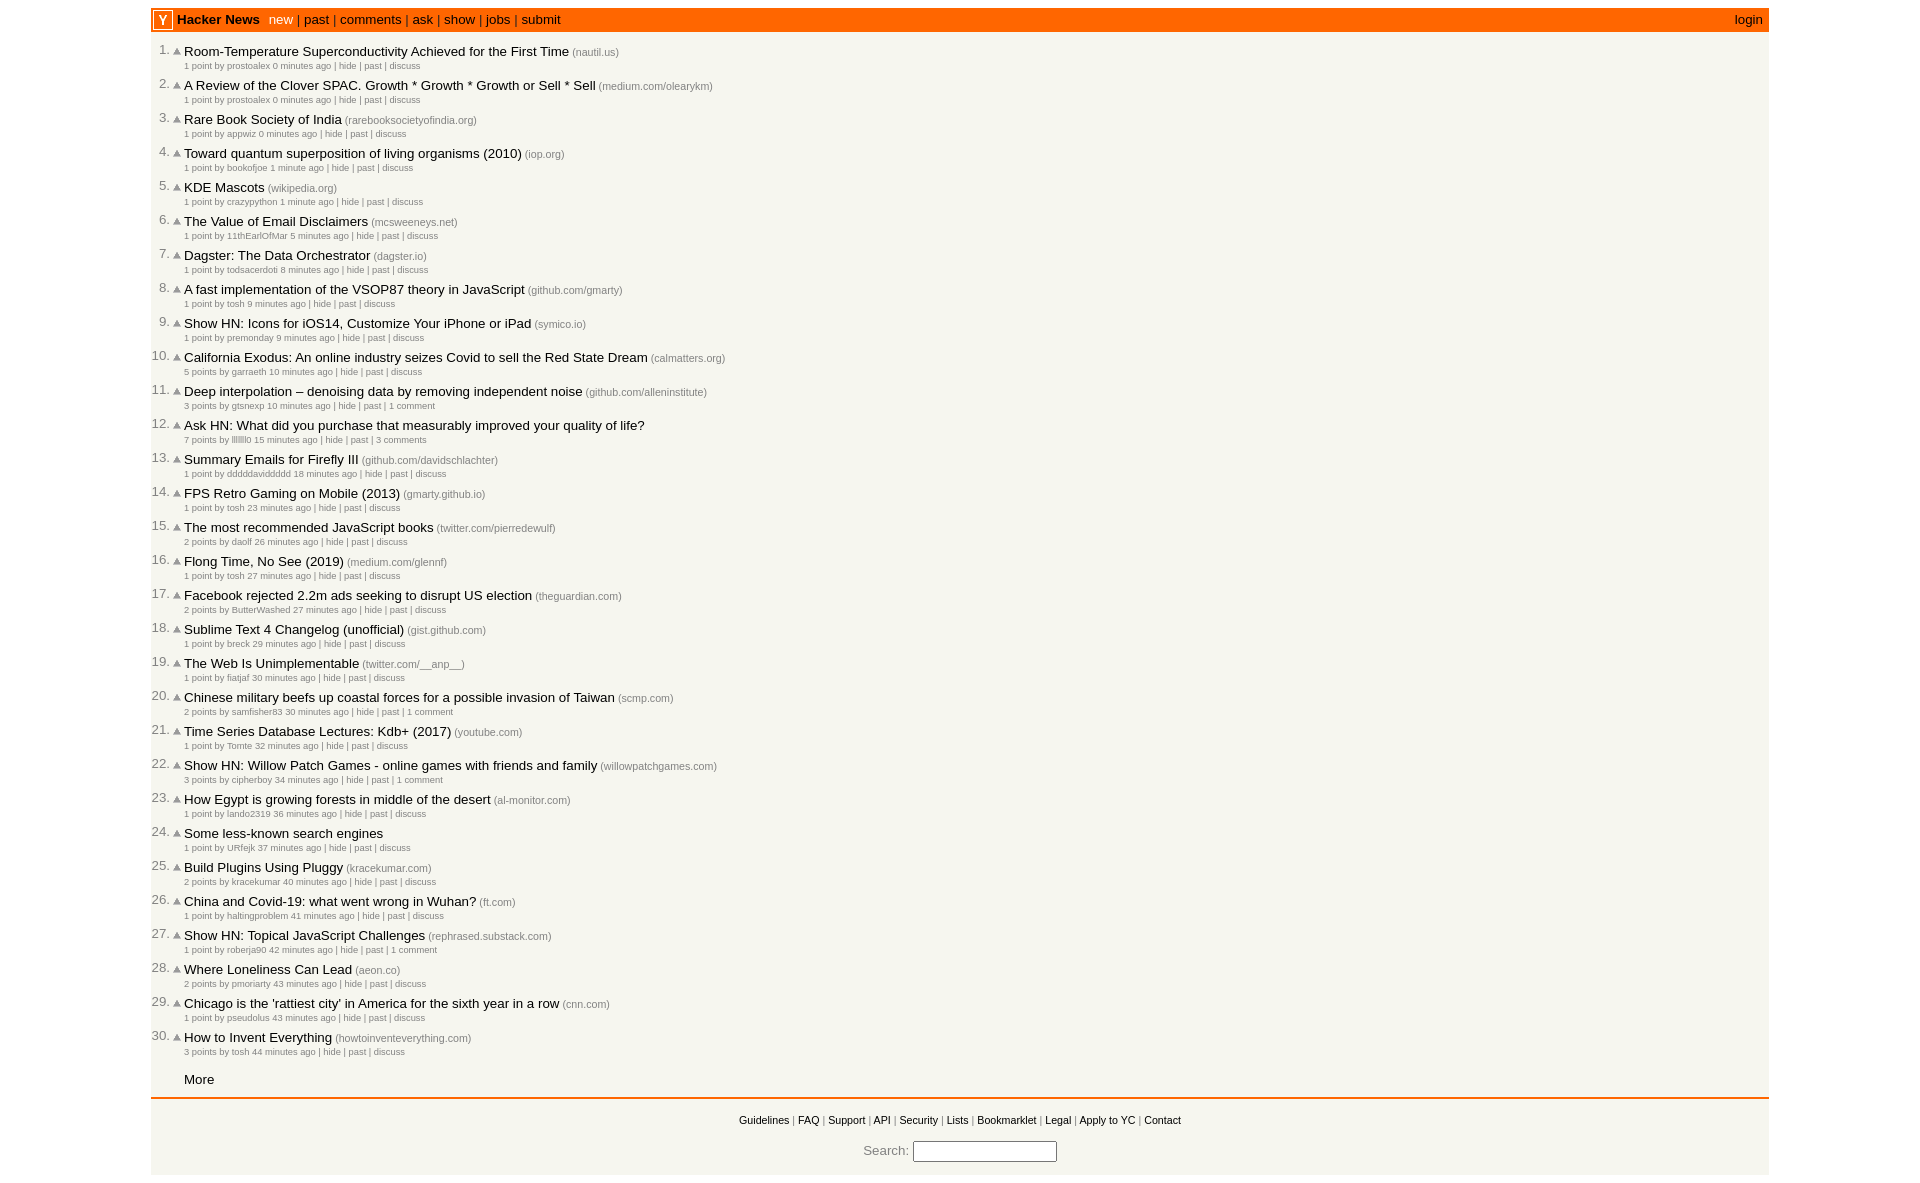 Y Hacker News new | past | comments | ask | show | jobs | submit login
1. Room-Temperature Superconductivity Achieved for the First Time (nautil.us)
1 point by prostoalex 0 minutes ago | hide | past | discuss
2. A Review of the Clover SPAC. Growth * Growth * Growth or Sell * Sell (medium.com/olearykm)
1 point by prostoalex 0 minutes ago | hide | past | discuss
3. Rare Book Society of India (rarebooksocietyofindia.org)
1 point by appwiz 0 minutes ago | hide | past | discuss
4. Toward quantum superposition of living organisms (2010) (iop.org)
1 point by bookofjoe 1 minute ago | hide | past | discuss
5. KDE Mascots (wikipedia.org)
1 point by crazypython 1 minute ago | hide | past | discuss
6. The Value of Email Disclaimers (mcsweeneys.net)
1 point by 11thEarlOfMar 5 minutes ago | hide | past | discuss
7. Dagster: The Data Orchestrator (dagster.io)
1 point by todsacerdoti 8 minutes ago | hide | past | discuss
8. A fast implementation of the VSOP87 theory in JavaScript (github.com/gmarty)
1 point by tosh 9 minutes ago | hide | past | discuss
9. Show HN: Icons for iOS14, Customize Your iPhone or iPad (symico.io)
1 point by premonday 9 minutes ago | hide | past | discuss
10. California Exodus: An online industry seizes Covid to sell the Red State Dream (calmatters.org)
5 points by garraeth 10 minutes ago | hide | past | discuss
11. Deep interpolation – denoising data by removing independent noise (github.com/alleninstitute)
3 points by gtsnexp 10 minutes ago | hide | past | 1 comment
12. Ask HN: What did you purchase that measurably improved your quality of life?
7 points by 15 minutes ago | hide | past | 3 comments
13. Summary Emails for Firefly III (github.com/davidschlachter)
1 point by dddddaviddddd 18 minutes ago | hide | past | discuss
14. FPS Retro Gaming on Mobile (2013) (gmarty.github.io)
1 point by tosh 23 minutes ago | hide | past | discuss
15. The most recommended JavaScript books (twitter.com/pierredewulf)
2 points by daolf 26 minutes ago | hide | past | discuss
16. Flong Time, No See (2019) (medium.com/glennf)
1 point by tosh 27 minutes ago | hide | past | discuss
17. Facebook rejected 2.2m ads seeking to disrupt US election (theguardian.com)
2 points by ButterWashed 27 minutes ago | hide | past | discuss
18. Sublime Text 4 Changelog (unofficial) (gist.github.com)
1 point by breck 29 minutes ago | hide | past | discuss
19. The Web Is Unimplementable (twitter.com/__anp__)
1 point by fiatjaf 30 minutes ago | hide | past | discuss
20. Chinese military beefs up coastal forces for a possible invasion of Taiwan (scmp.com)
2 points by samfisher83 30 minutes ago | hide | past | 1 comment
21. Time Series Database Lectures: Kdb+ (2017) (youtube.com)
1 point by Tomte 32 minutes ago | hide | past | discuss
22. Show HN: Willow Patch Games - online games with friends and family (willowpatchgames.com)
3 points by cipherboy 34 minutes ago | hide | past | 1 comment
23. How Egypt is growing forests in middle of the desert (al-monitor.com)
1 point by lando2319 36 minutes ago | hide | past | discuss
24. Some less-known search engines
1 point by URfejk 37 minutes ago | hide | past | discuss
25. Build Plugins Using Pluggy (kracekumar.com)
2 points by kracekumar 40 minutes ago | hide | past | discuss
26. China and Covid-19: what went wrong in Wuhan? (ft.com)
1 point by haltingproblem 41 minutes ago | hide | past | discuss
27. Show HN: Topical JavaScript Challenges (rephrased.substack.com)
1 point by roberja90 42 minutes ago | hide | past | 1 comment
28. Where Loneliness Can Lead (aeon.co)
2 points by pmoriarty 43 minutes ago | hide | past | discuss
29. Chicago is the 'rattiest city' in America for the sixth year in a row (cnn.com)
1 point by pseudolus 43 minutes ago | hide | past | discuss
30. How to Invent Everything (howtoinventeverything.com)
3 points by tosh 44 minutes ago | hide | past | discuss
More
Guidelines | FAQ | Support | API | Security | Lists | Bookmarklet | Legal | Apply to YC | Contact
Search: